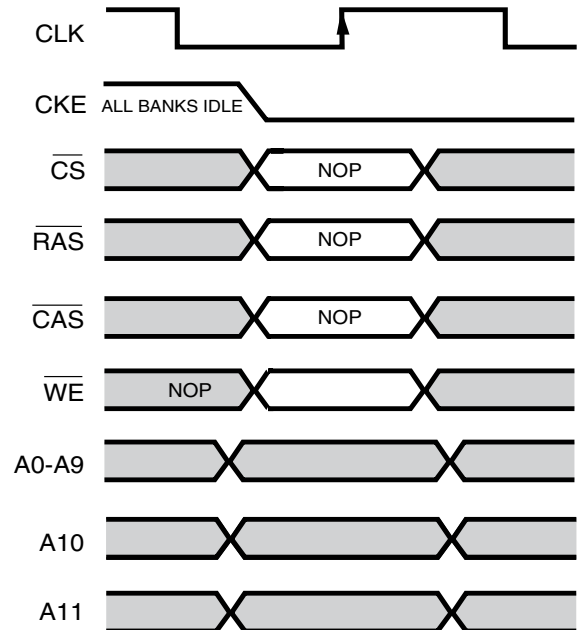 CLK
CKE ALL BANKS IDLE
CS NOP
RAS NOP
CAS NOP
WE NOP
A0-A9
A10
A11